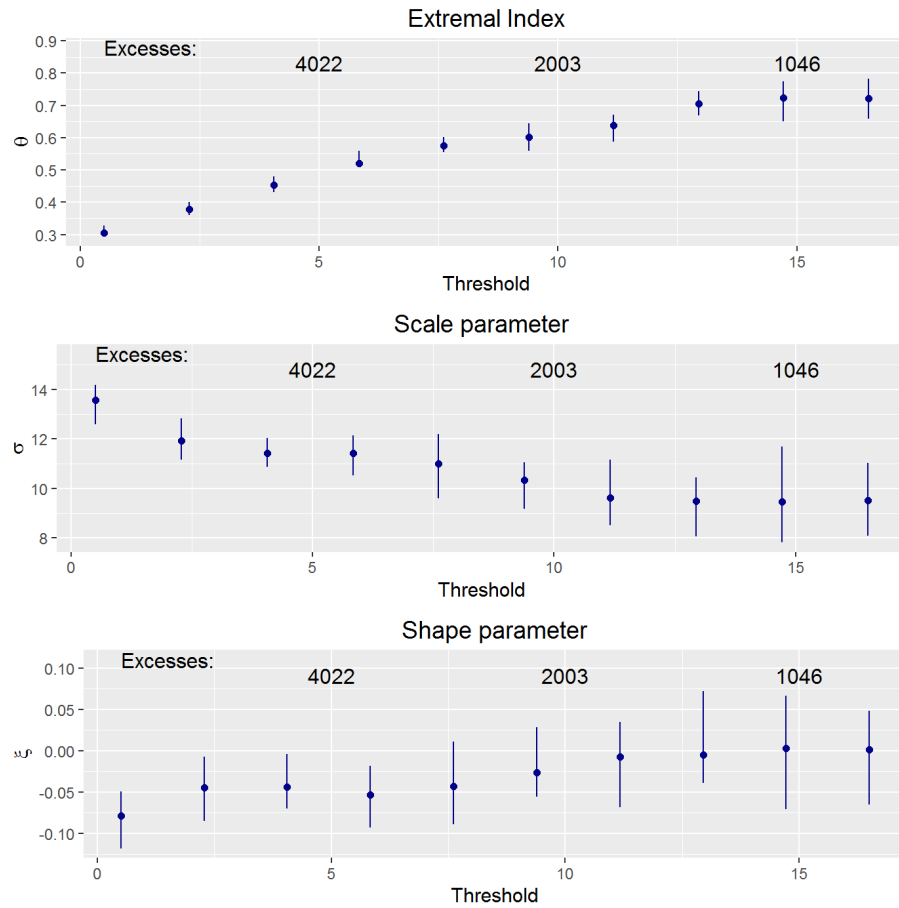 Extremal Index
Excesses:
4022 2003 1046
0.9
0.8
0.7
0.6
0.5
0.4
0.3
θ
0 5 10 15
Threshold
Scale parameter
Excesses:
4022 2003 1046
14
12
10
8
σ
0 5 10 15
Threshold
Shape parameter
Excesses:
4022 2003 1046
0.10
0.05
0.00
-0.05
-0.10
ξ
0 5 10 15
Threshold